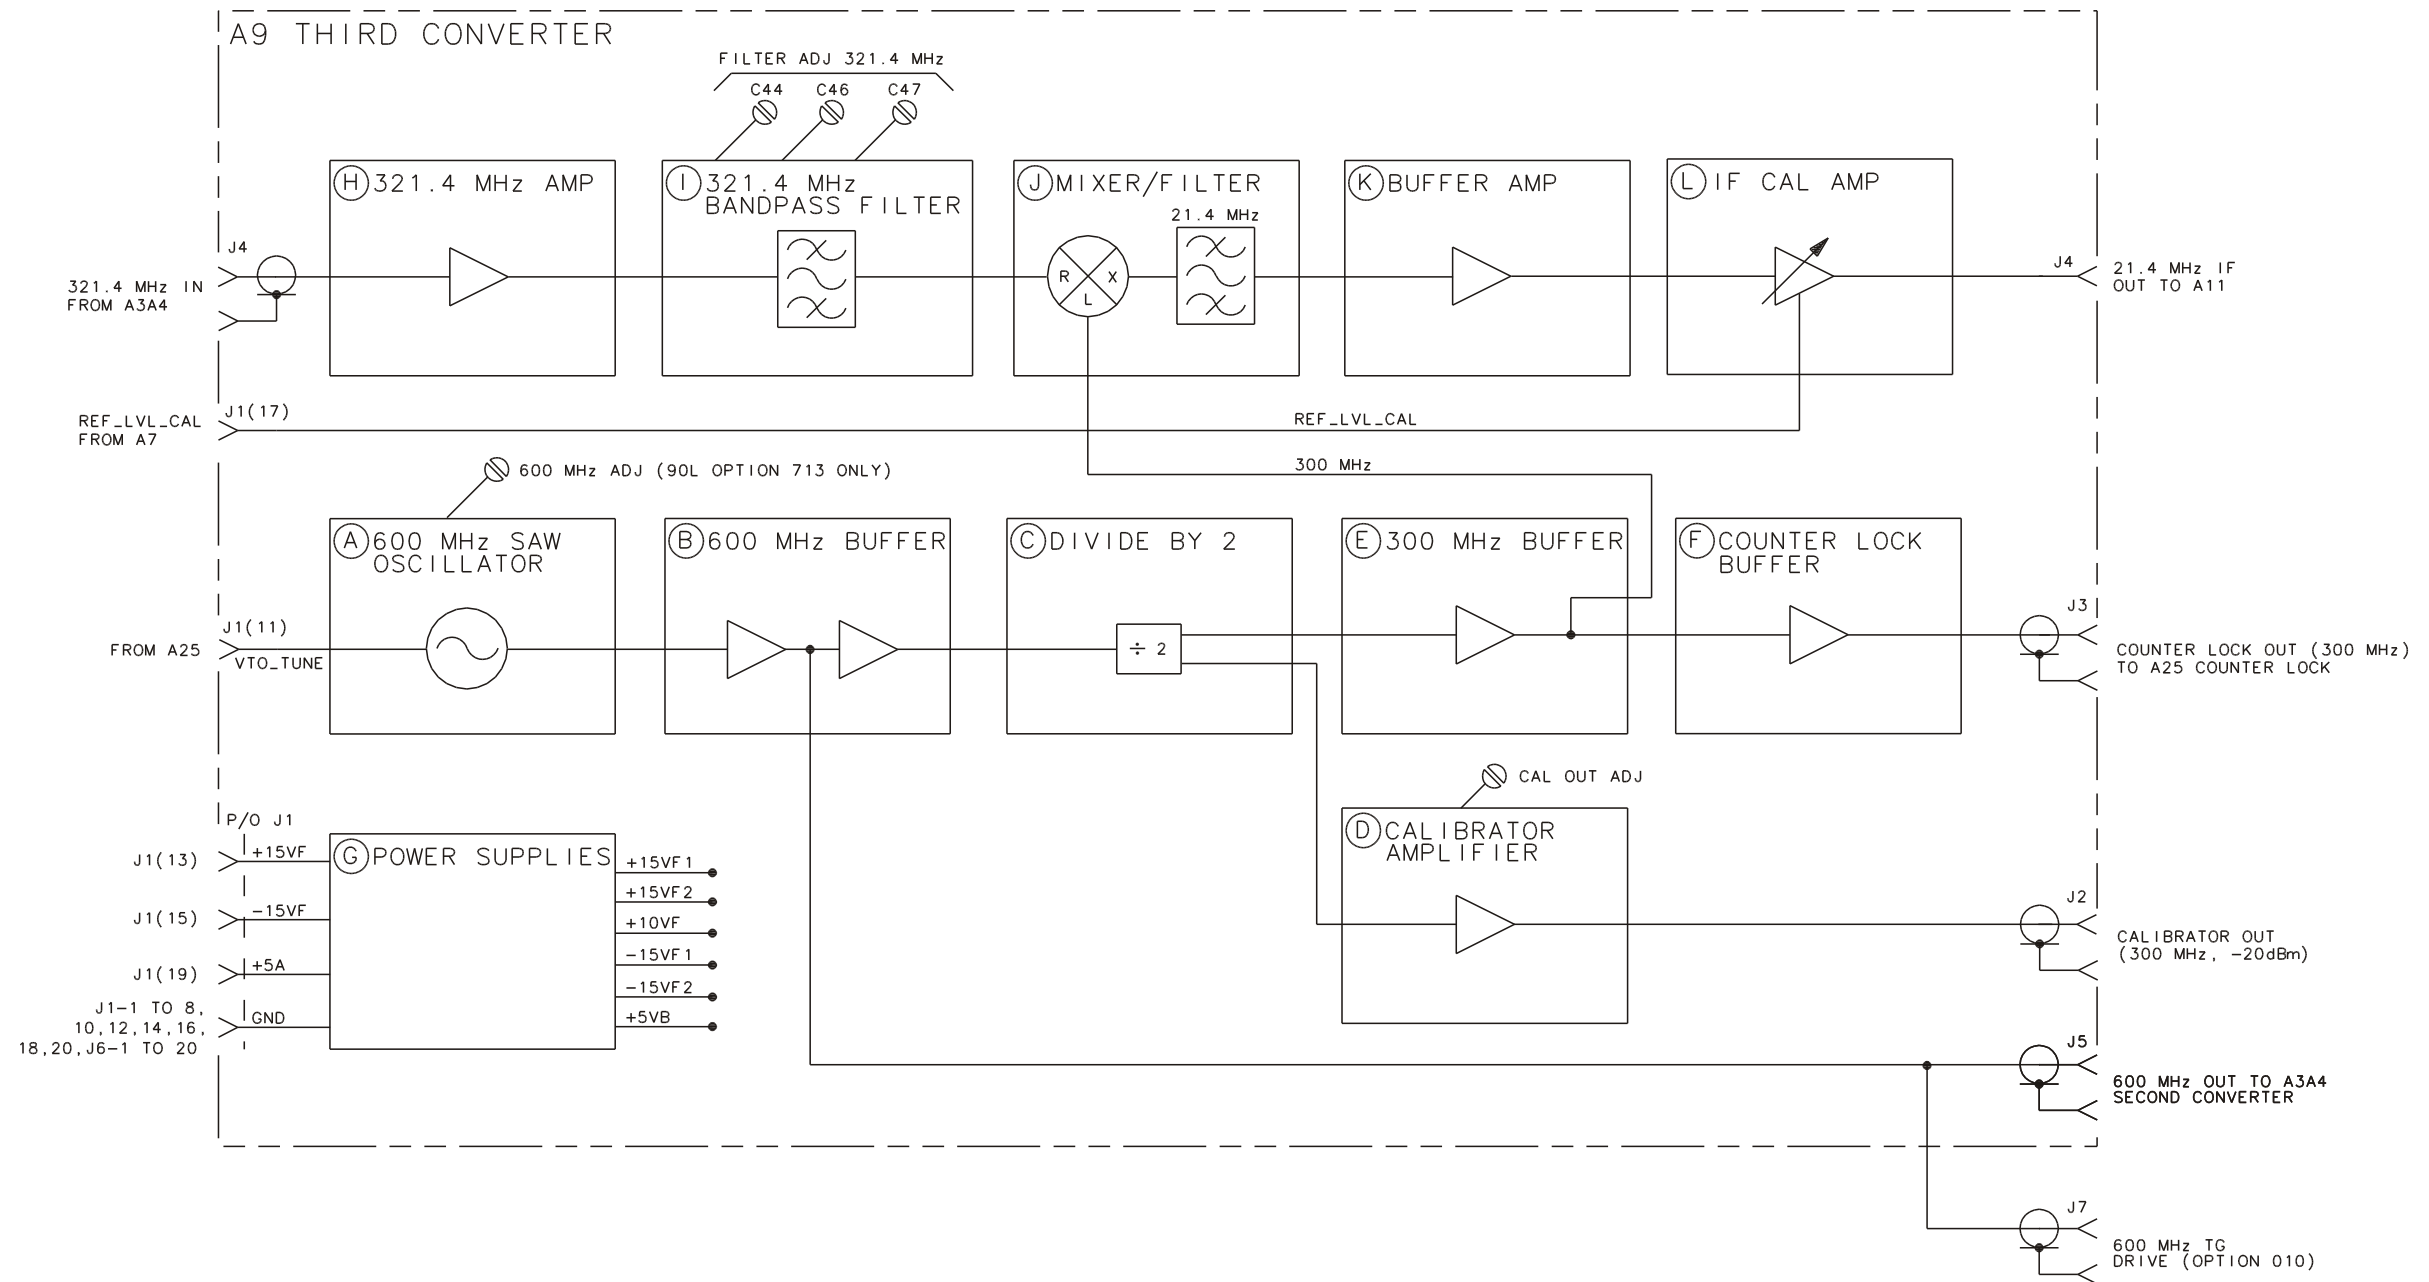 A9 THIRD CONVERTER
FILTER ADJ 321.4 MHz
C44
C46
C47
H 321.4 MHz AMP
I 321.4 MHz
BANDPASS FILTER
J MIXER/FILTER
21.4 MHz
K BUFFER AMP
L IF CAL AMP
J4
321.4 MHz IN
FROM A3A4
R
X
L
J4
21.4 MHz IF
OUT TO A11
J1(17)
REF_LVL_CAL
FROM A7
REF_LVL_CAL
600 MHz ADJ (90L OPTION 713 ONLY)
300 MHz
A 600 MHz SAW
OSCILLATOR
B 600 MHz BUFFER
C DIVIDE BY 2
E 300 MHz BUFFER
F COUNTER LOCK
BUFFER
J1(11)
FROM A25
VTO_TUNE
÷ 2
J3
COUNTER LOCK OUT (300 MHz)
TO A25 COUNTER LOCK
CAL OUT ADJ
P/O J1
J1(13)
+15VF
G POWER SUPPLIES
+15VF1
D CALIBRATOR
AMPLIFIER
J1(15)
-15VF
+15VF2
+10VF
J2
CALIBRATOR OUT
(300 MHz, -20dBm)
J1(19)
+5A
-15VF1
-15VF2
J1-1 TO 8,
10,12,14,16,
18,20,J6-1 TO 20
GND
+5VB
J5
600 MHz OUT TO A3A4
SECOND CONVERTER
J7
600 MHz TG
DRIVE (OPTION 010)